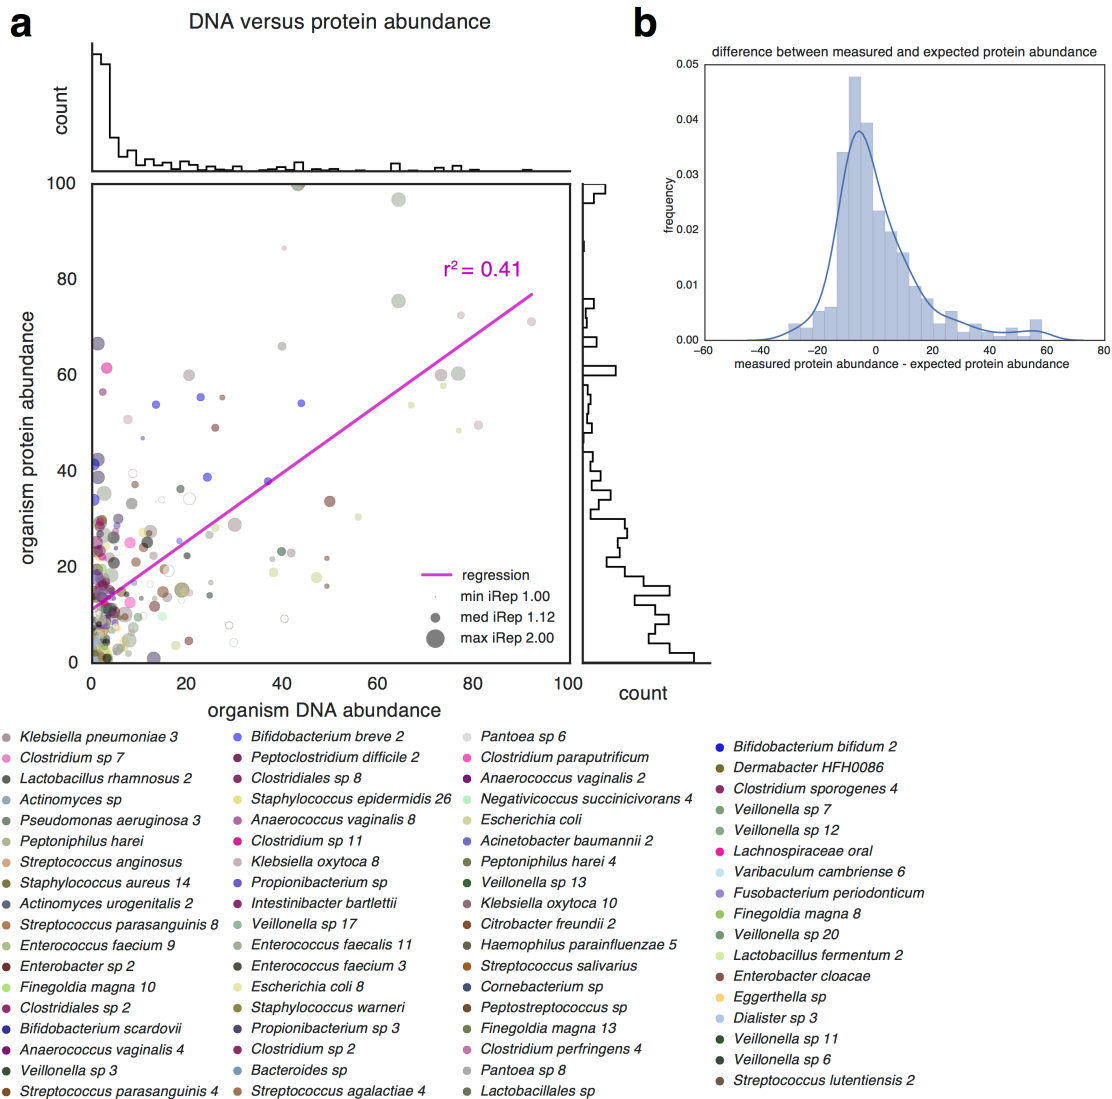 a
DNA versus protein abundance
count
100
80
60
40
20
0
organism protein abundance
r² = 0.41
regression
min iRep 1.00
med iRep 1.12
max iRep 2.00
0 20 40 60 80 100
organism DNA abundance
count
b
difference between measured and expected protein abundance
0.05
0.04
0.03
0.02
0.01
0.00
frequency
−60 −40 −20 0 20 40 60 80
measured protein abundance - expected protein abundance
Klebsiella pneumoniae 3
Clostridium sp 7
Lactobacillus rhamnosus 2
Actinomyces sp
Pseudomonas aeruginosa 3
Peptoniphilus harei
Streptococcus anginosus
Staphylococcus aureus 14
Actinomyces urogenitalis 2
Streptococcus parasanguinis 8
Enterococcus faecium 9
Enterobacter sp 2
Finegoldia magna 10
Clostridiales sp 2
Bifidobacterium scardovii
Anaerococcus vaginalis 4
Veillonella sp 3
Streptococcus parasanguinis 4
Bifidobacterium breve 2
Peptoclostridium difficile 2
Clostridiales sp 8
Staphylococcus epidermidis 26
Anaerococcus vaginalis 8
Clostridium sp 11
Klebsiella oxytoca 8
Propionibacterium sp
Intestinibacter bartlettii
Veillonella sp 17
Enterococcus faecalis 11
Enterococcus faecium 3
Escherichia coli 8
Staphylococcus warneri
Propionibacterium sp 3
Clostridium sp 2
Bacteroides sp
Streptococcus agalactiae 4
Pantoea sp 6
Clostridium paraputrificum
Anaerococcus vaginalis 2
Negativicoccus succinicivorans 4
Escherichia coli
Acinetobacter baumannii 2
Peptoniphilus harei 4
Veillonella sp 13
Klebsiella oxytoca 10
Citrobacter freundii 2
Haemophilus parainfluenzae 5
Streptococcus salivarius
Cornebacterium sp
Peptostreptococcus sp
Finegoldia magna 13
Clostridium perfringens 4
Pantoea sp 8
Lactobacillales sp
Bifidobacterium bifidum 2
Dermabacter HFH0086
Clostridium sporogenes 4
Veillonella sp 7
Veillonella sp 12
Lachnospiraceae oral
Varibaculum cambriense 6
Fusobacterium periodonticum
Finegoldia magna 8
Veillonella sp 20
Lactobacillus fermentum 2
Enterobacter cloacae
Eggerthella sp
Dialister sp 3
Veillonella sp 11
Veillonella sp 6
Streptococcus lutentiensis 2